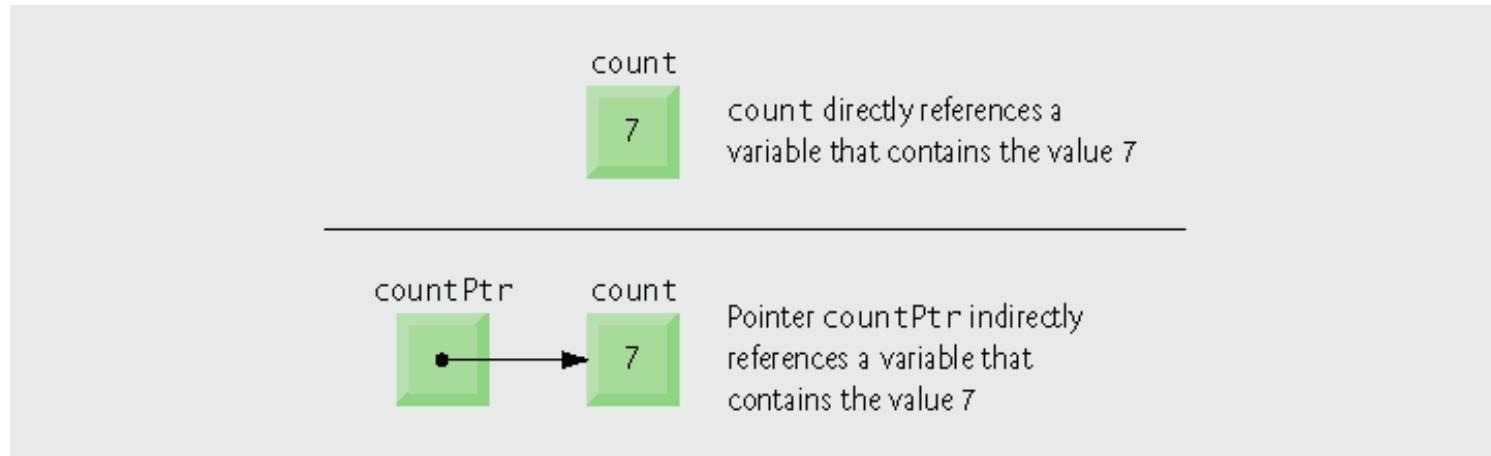 count
7
count directly references a
variable that contains the value 7
countPtr
count
7
Pointer countPtr indirectly
references a variable that
contains the value 7